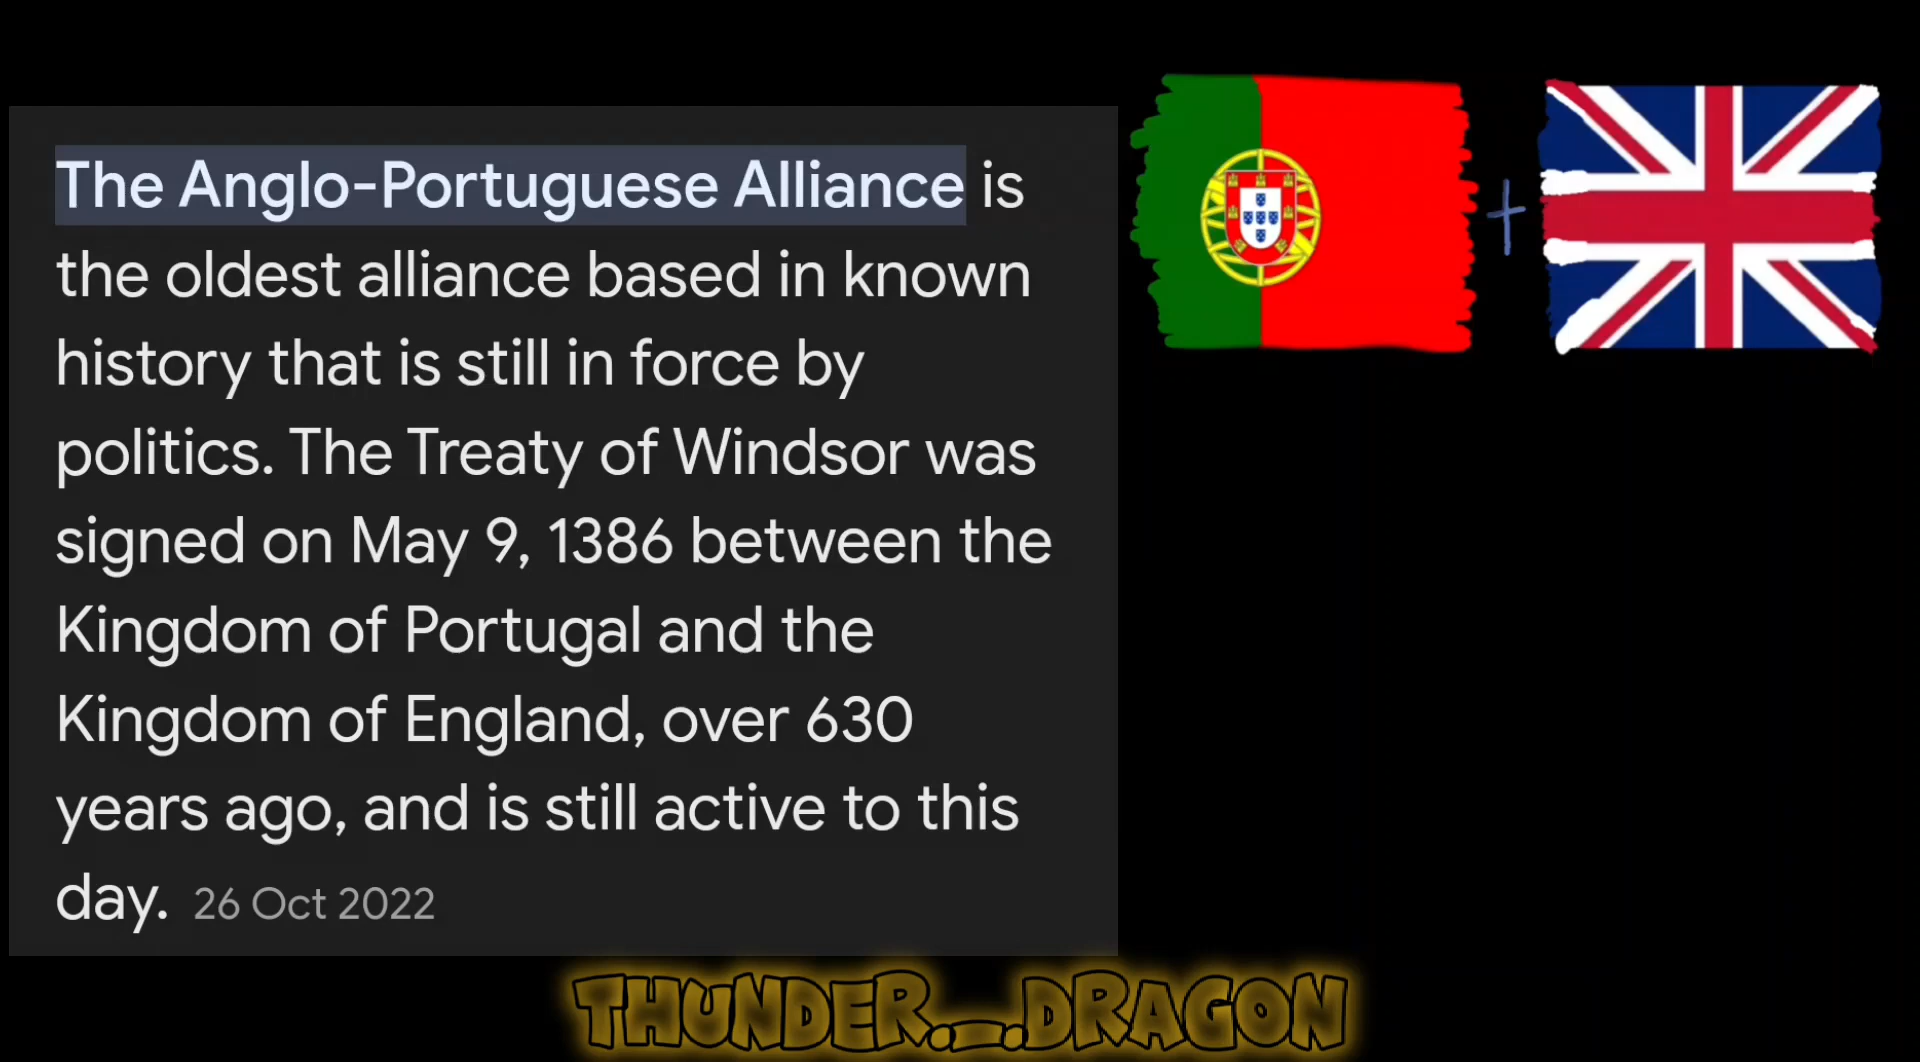 The Anglo-Portuguese Alliance is
the oldest alliance based in known
history that is still in force by
politics. The Treaty of Windsor was
signed on May 9, 1386 between the
Kingdom of Portugal and the
Kingdom of England, over 630
years ago, and is still active to this
day. 26 Oct 2022
+
THUNDER._.DRAGON